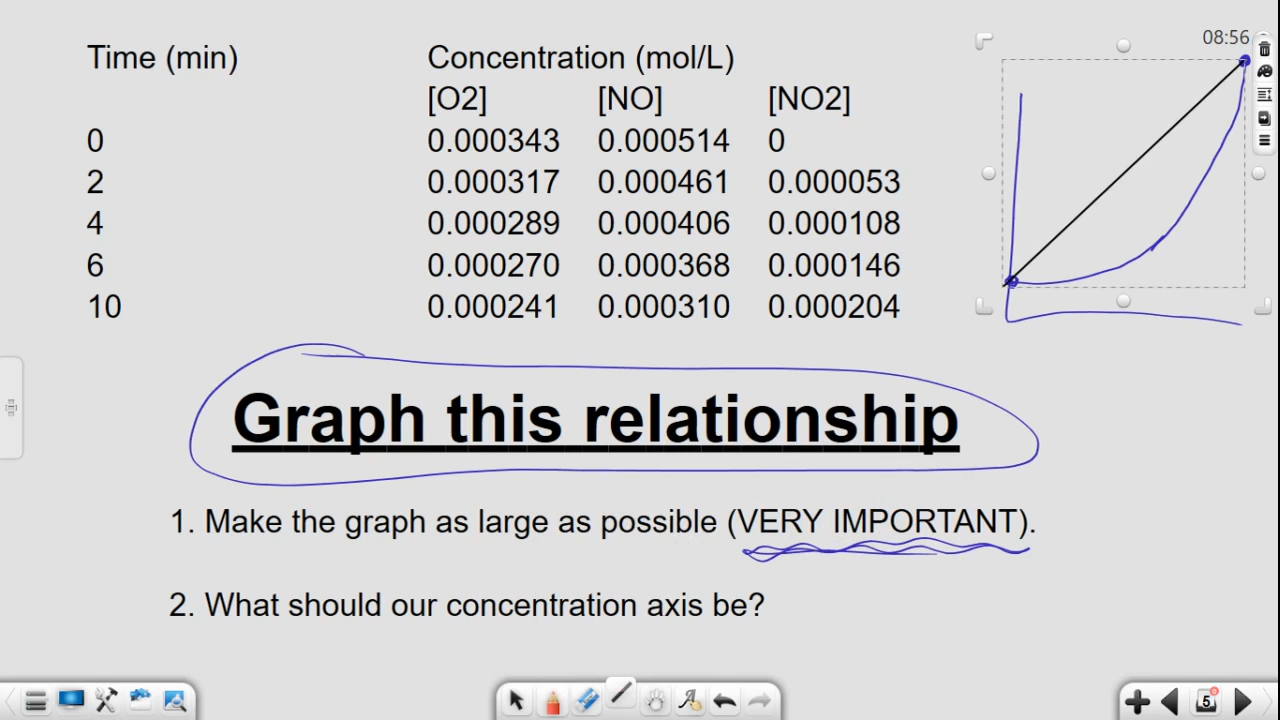 08:56
Time (min) Concentration (mol/L)
[O2] [NO] [NO2]
0 0.000343 0.000514 0
2 0.000317 0.000461 0.000053
4 0.000289 0.000406 0.000108
6 0.000270 0.000368 0.000146
10 0.000241 0.000310 0.000204
Graph this relationship
1. Make the graph as large as possible (VERY IMPORTANT).
2. What should our concentration axis be?
5